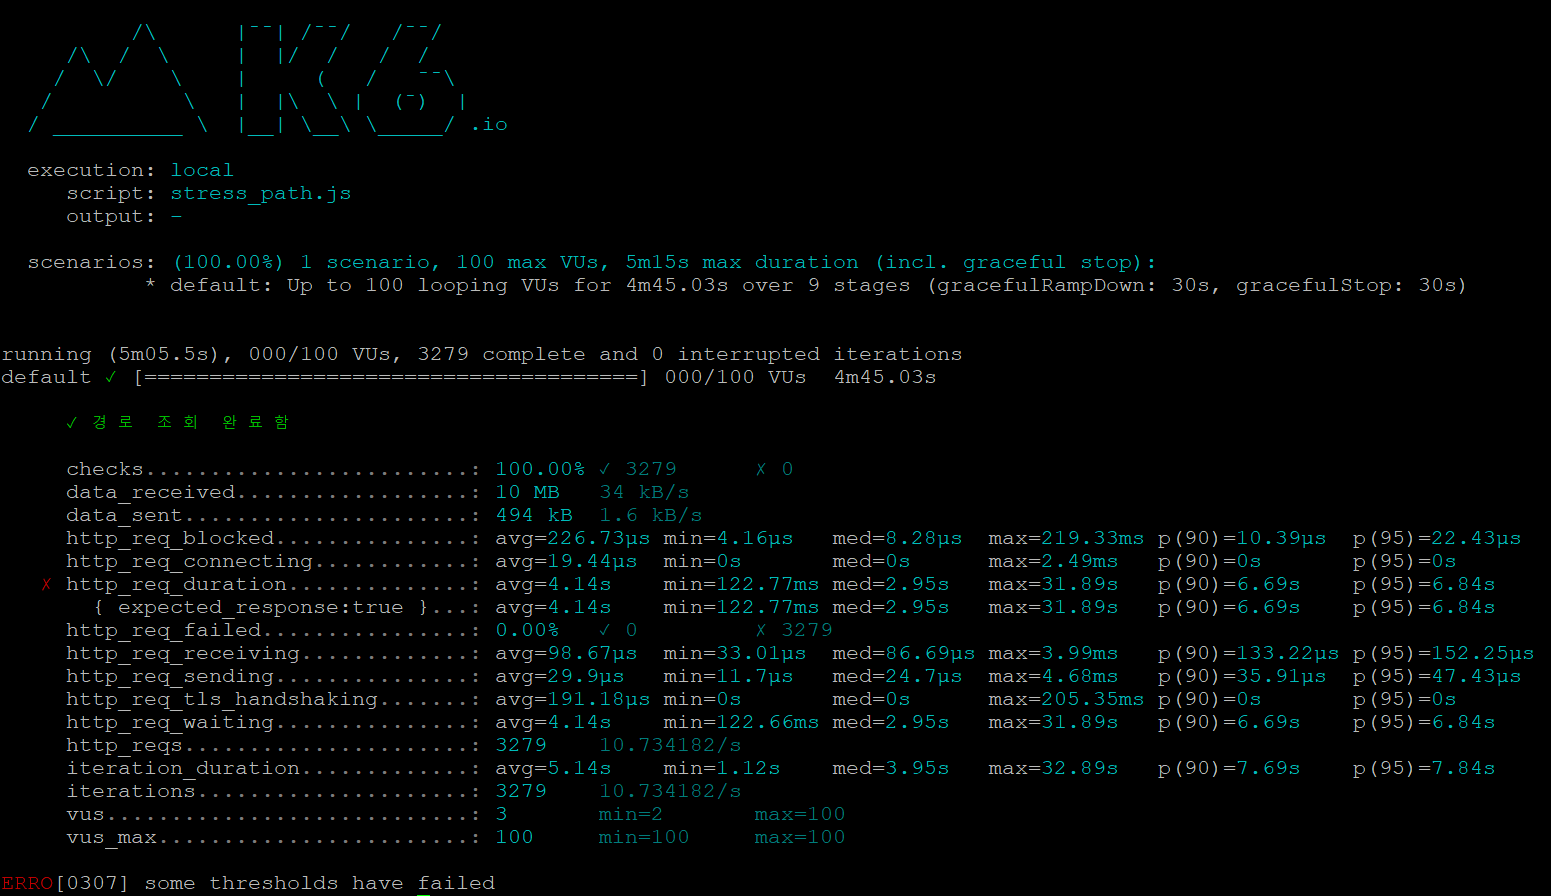 .io
execution: local
script: stress_path.js
output: -
scenarios: (100.00%) 1 scenario, 100 max VUs, 5m15s max duration (incl. graceful stop):
* default: Up to 100 looping VUs for 4m45.03s over 9 stages (gracefulRampDown: 30s, gracefulStop: 30s)
running (5m05.5s), 000/100 VUs, 3279 complete and 0 interrupted iterations
default ✓ [======================================] 000/100 VUs  4m45.03s
✓ 경로 조회 완료함
checks.........................: 100.00% ✓ 3279      ✗ 0
data_received..................: 10 MB   34 kB/s
data_sent......................: 494 kB  1.6 kB/s
http_req_blocked...............: avg=226.73µs min=4.16µs   med=8.28µs  max=219.33ms p(90)=10.39µs  p(95)=22.43µs
http_req_connecting............: avg=19.44µs  min=0s       med=0s      max=2.49ms   p(90)=0s       p(95)=0s
✗ http_req_duration..............: avg=4.14s    min=122.77ms med=2.95s   max=31.89s   p(90)=6.69s    p(95)=6.84s
{ expected_response:true }...: avg=4.14s    min=122.77ms med=2.95s   max=31.89s   p(90)=6.69s    p(95)=6.84s
http_req_failed................: 0.00%   ✓ 0         ✗ 3279
http_req_receiving.............: avg=98.67µs  min=33.01µs  med=86.69µs max=3.99ms   p(90)=133.22µs p(95)=152.25µs
http_req_sending...............: avg=29.9µs   min=11.7µs   med=24.7µs  max=4.68ms   p(90)=35.91µs  p(95)=47.43µs
http_req_tls_handshaking.......: avg=191.18µs min=0s       med=0s      max=205.35ms p(90)=0s       p(95)=0s
http_req_waiting...............: avg=4.14s    min=122.66ms med=2.95s   max=31.89s   p(90)=6.69s    p(95)=6.84s
http_reqs......................: 3279    10.734182/s
iteration_duration.............: avg=5.14s    min=1.12s    med=3.95s   max=32.89s   p(90)=7.69s    p(95)=7.84s
iterations.....................: 3279    10.734182/s
vus............................: 3       min=2       max=100
vus_max........................: 100     min=100     max=100
ERRO[0307] some thresholds have failed